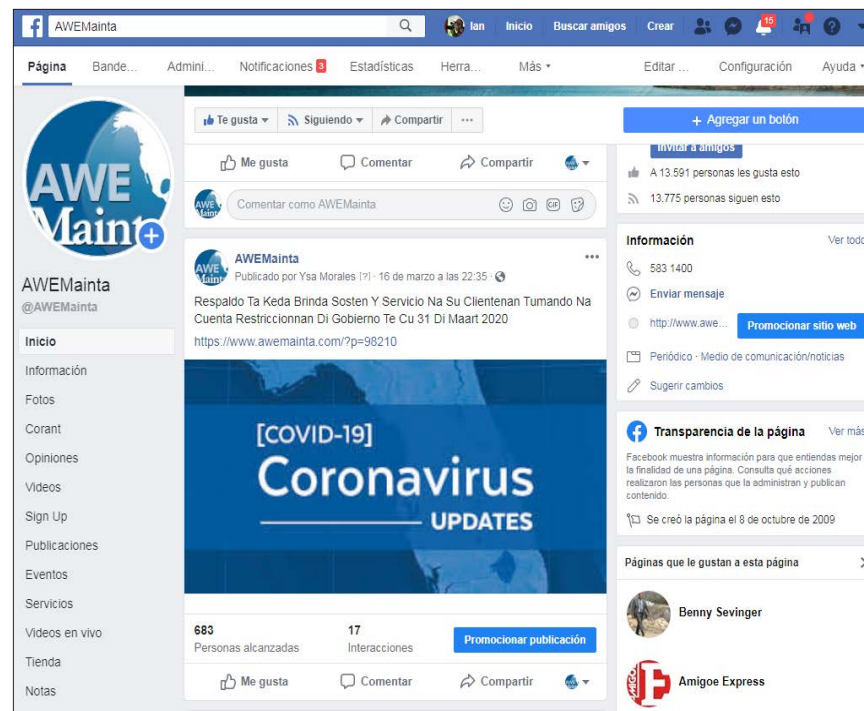 AWEMainta
Ian
Inicio
Buscar amigos
Crear
15
Página
Bande...
Admini...
Notificaciones 3
Estadísticas
Herra...
Más
Editar ...
Configuración
Ayuda
AWE
Mainta
AWEMainta
@AWEMainta
Inicio
Información
Fotos
Corant
Opiniones
Videos
Sign Up
Publicaciones
Eventos
Servicios
Videos en vivo
Tienda
Notas
Te gusta
Siguiendo
Compartir
...
+ Agregar un botón
Me gusta
Comentar
Compartir
Comentar como AWEMainta
GIF
AWEMainta
Publicado por Ysa Morales [?] · 16 de marzo a las 22:35 ·
Respaldo Ta Keda Brinda Sosten Y Servicio Na Su Clientenan Tumando Na
Cuenta Restriccionnan Di Gobierno Te Cu 31 Di Maart 2020
https://www.awemainta.com/?p=98210
[COVID-19]
Coronavirus
UPDATES
683
Personas alcanzadas
17
Interacciones
Promocionar publicación
Me gusta
Comentar
Compartir
Invitar a amigos
A 13.591 personas les gusta esto
13.775 personas siguen esto
Información
Ver todo
583 1400
Enviar mensaje
http://www.awe...
Promocionar sitio web
Periódico · Medio de comunicación/noticias
Sugerir cambios
Transparencia de la página
Ver más
Facebook muestra información para que entiendas mejor
la finalidad de una página. Consulta qué acciones
realizaron las personas que la administran y publican
contenido.
Se creó la página el 8 de octubre de 2009
Páginas que le gustan a esta página
Benny Sevinger
Amigoe Express